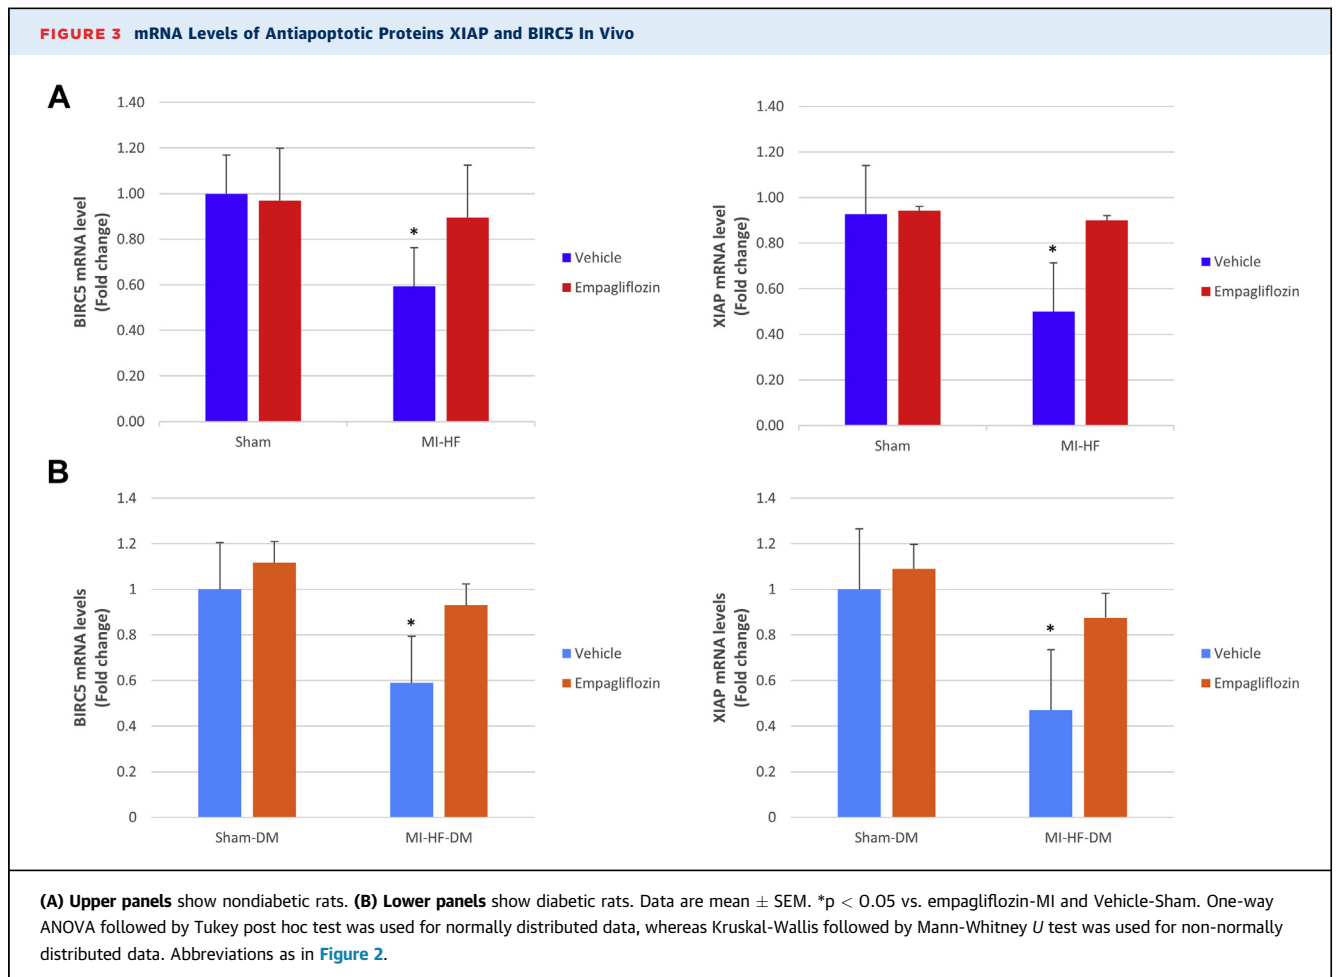 FIGURE 3 mRNA Levels of Antiapoptotic Proteins XIAP and BIRC5 In Vivo
A
BIRC5 mRNA level
(Fold change)
1.40
1.20
1.00
0.80
0.60
0.40
0.20
0.00
*
Sham
MI-HF
Vehicle
Empagliflozin
XIAP mRNA level
(Fold change)
1.40
1.20
1.00
0.80
0.60
0.40
0.20
0.00
*
Sham
MI-HF
Vehicle
Empagliflozin
B
BIRC5 mRNA levels
(Fold change)
1.4
1.2
1
0.8
0.6
0.4
0.2
0
*
Sham-DM
MI-HF-DM
Vehicle
Empagliflozin
XIAP mRNA levels
(Fold change)
1.4
1.2
1
0.8
0.6
0.4
0.2
0
*
Sham-DM
MI-HF-DM
Vehicle
Empagliflozin
(A) Upper panels show nondiabetic rats. (B) Lower panels show diabetic rats. Data are mean ± SEM. *p < 0.05 vs. empagliflozin-MI and Vehicle-Sham. One-way
ANOVA followed by Tukey post hoc test was used for normally distributed data, whereas Kruskal-Wallis followed by Mann-Whitney U test was used for non-normally
distributed data. Abbreviations as in Figure 2.